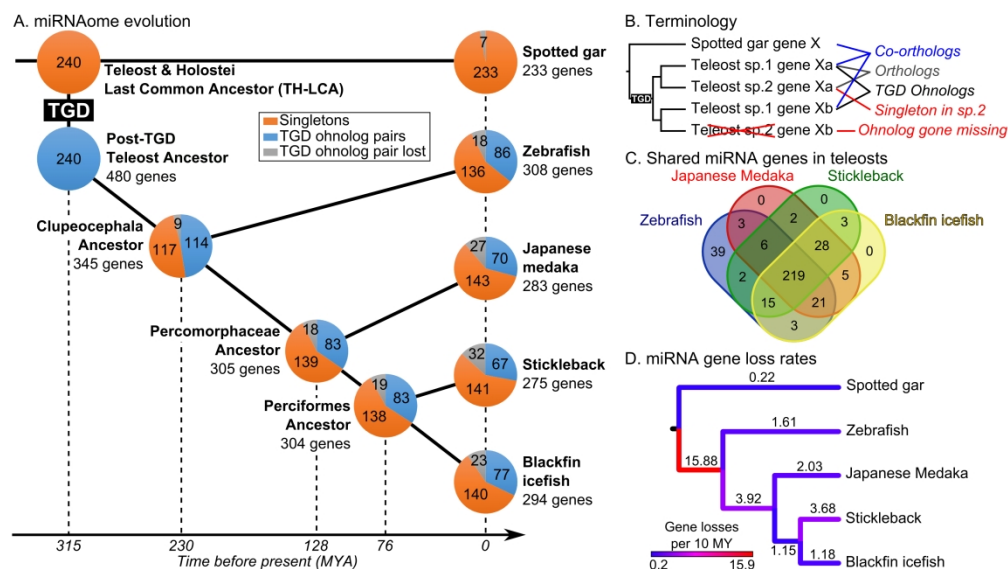 A. miRNAome evolution
240
Teleost & Holostei
Last Common Ancestor (TH-LCA)
7
233
Spotted gar
233 genes
TGD
240
Post-TGD
Teleost Ancestor
480 genes
Singletons
TGD ohnolog pairs
TGD ohnolog pair lost
18
86
136
Zebrafish
308 genes
Clupeocephala
Ancestor
345 genes
9
117
114
27
70
143
Japanese
medaka
283 genes
Percomorphaceae
Ancestor
305 genes
18
83
139
32
67
141
Stickleback
275 genes
Perciformes
Ancestor
304 genes
19
83
138
23
77
140
Blackfin
icefish
294 genes
315
230
128
76
0
Time before present (MYA)
B. Terminology
Spotted gar gene X
Teleost sp.1 gene Xa
Teleost sp.2 gene Xa
Teleost sp.1 gene Xb
Teleost sp.2 gene Xb
TGD
Co-orthologs
Orthologs
TGD Ohnologs
Singleton in sp.2
Ohnolog gone missing
C. Shared miRNA genes in teleosts
Japanese Medaka
Stickleback
Zebrafish
Blackfin icefish
0
0
3
2
3
39
6
28
0
2
219
5
15
21
3
D. miRNA gene loss rates
0.22
Spotted gar
1.61
Zebrafish
15.88
2.03
Japanese Medaka
3.92
3.68
Stickleback
1.15
1.18
Blackfin icefish
Gene losses
per 10 MY
0.2
15.9